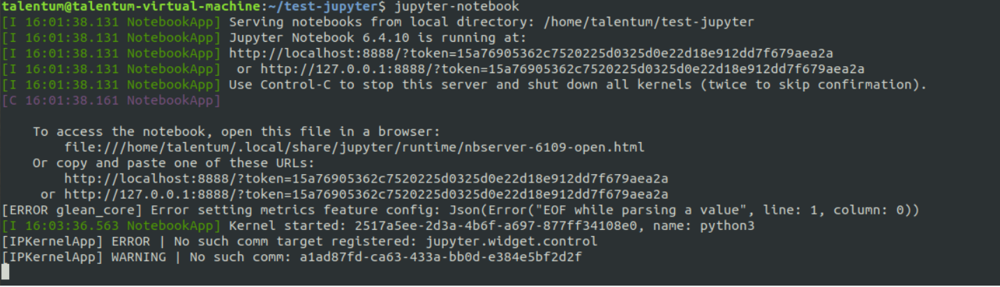 talentum@talentum-virtual-machine:~/test-jupyter$ jupyter-notebook
[I 16:01:38.131 NotebookApp] Serving notebooks from local directory: /home/talentum/test-jupyter
[I 16:01:38.131 NotebookApp] Jupyter Notebook 6.4.10 is running at:
[I 16:01:38.131 NotebookApp] http://localhost:8888/?token=15a76905362c7520225d0325d0e22d18e912dd7f679aea2a
[I 16:01:38.131 NotebookApp]  or http://127.0.0.1:8888/?token=15a76905362c7520225d0325d0e22d18e912dd7f679aea2a
[I 16:01:38.131 NotebookApp] Use Control-C to stop this server and shut down all kernels (twice to skip confirmation).
[C 16:01:38.161 NotebookApp]
    To access the notebook, open this file in a browser:
        file:///home/talentum/.local/share/jupyter/runtime/nbserver-6109-open.html
    Or copy and paste one of these URLs:
        http://localhost:8888/?token=15a76905362c7520225d0325d0e22d18e912dd7f679aea2a
     or http://127.0.0.1:8888/?token=15a76905362c7520225d0325d0e22d18e912dd7f679aea2a
[ERROR glean_core] Error setting metrics feature config: Json(Error("EOF while parsing a value", line: 1, column: 0))
[I 16:03:36.563 NotebookApp] Kernel started: 2517a5ee-2d3a-4b6f-a697-877ff34108e0, name: python3
[IPKernelApp] ERROR | No such comm target registered: jupyter.widget.control
[IPKernelApp] WARNING | No such comm: a1ad87fd-ca63-433a-bb0d-e384e5bf2d2f